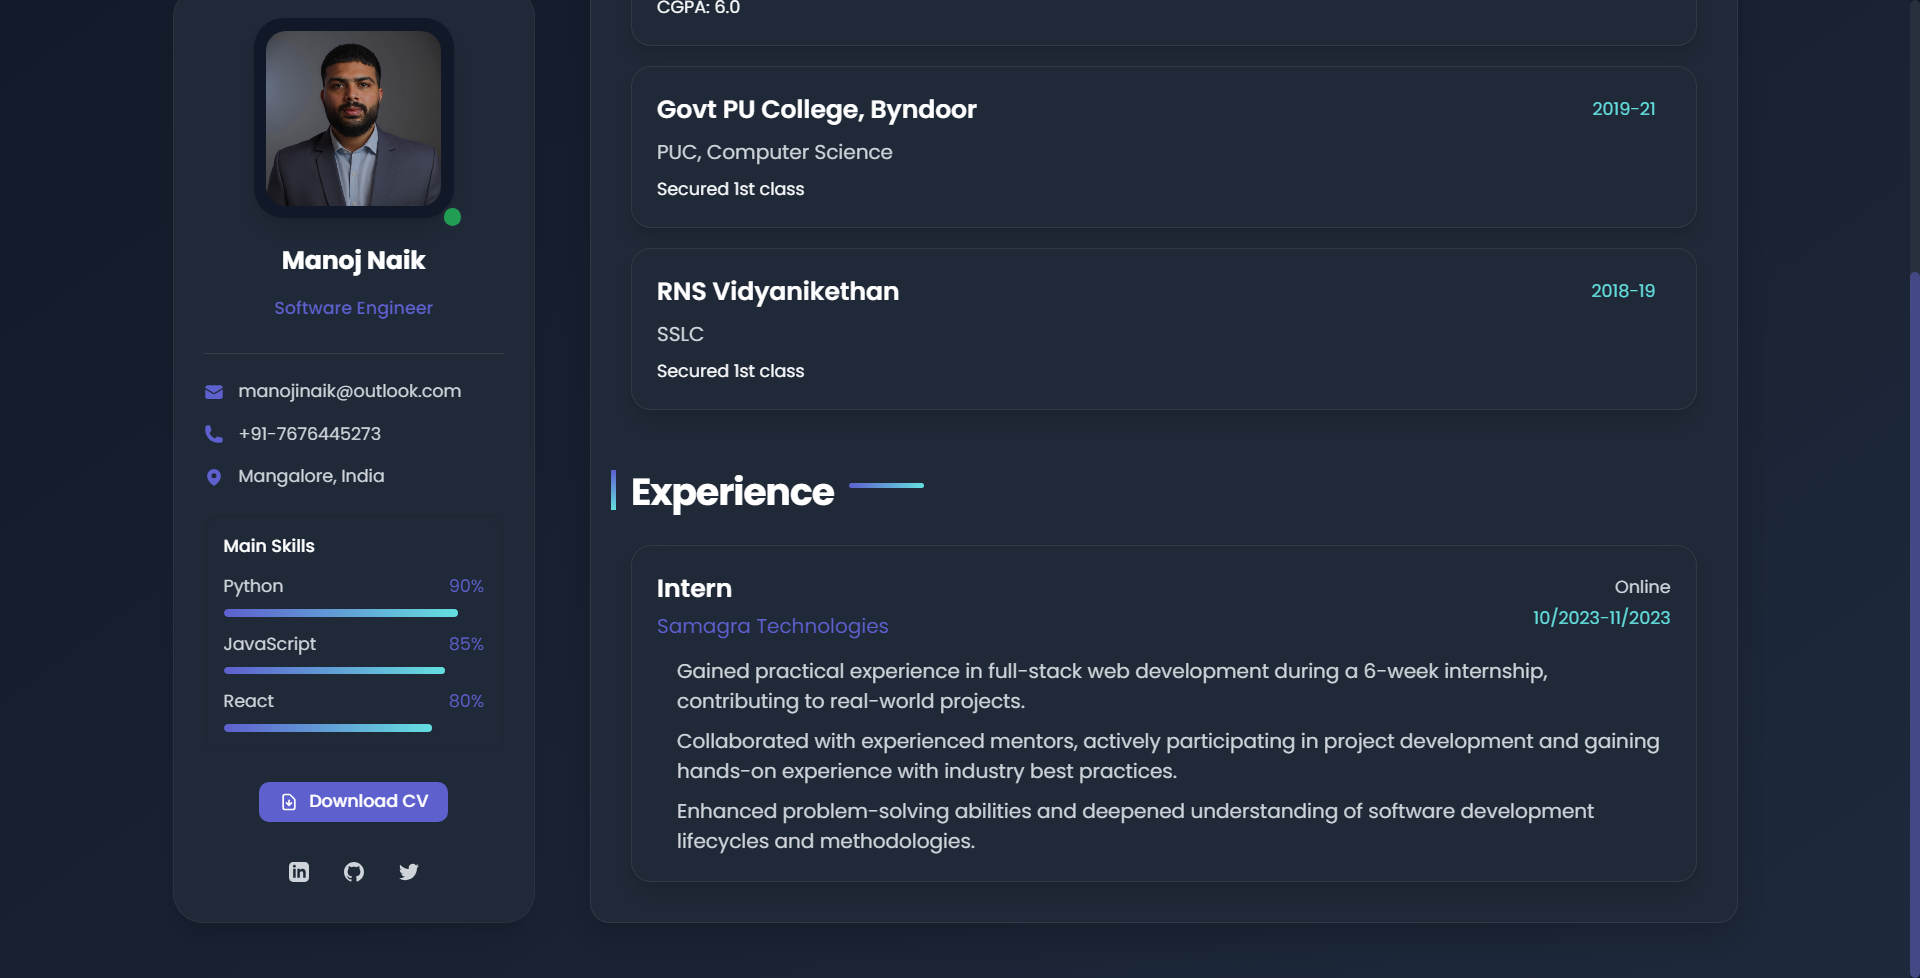 Manoj Naik
Software Engineer
manojinaik@outlook.com
+91-7676445273
Mangalore, India
Main Skills
Python 90%
JavaScript 85%
React 80%
Download CV
in
CGPA: 6.0
Govt PU College, Byndoor 2019-21
PUC, Computer Science
Secured 1st class
RNS Vidyanikethan 2018-19
SSLC
Secured 1st class
Experience
Intern Online
Samagra Technologies 10/2023-11/2023
Gained practical experience in full-stack web development during a 6-week internship,
contributing to real-world projects.
Collaborated with experienced mentors, actively participating in project development and gaining
hands-on experience with industry best practices.
Enhanced problem-solving abilities and deepened understanding of software development
lifecycles and methodologies.